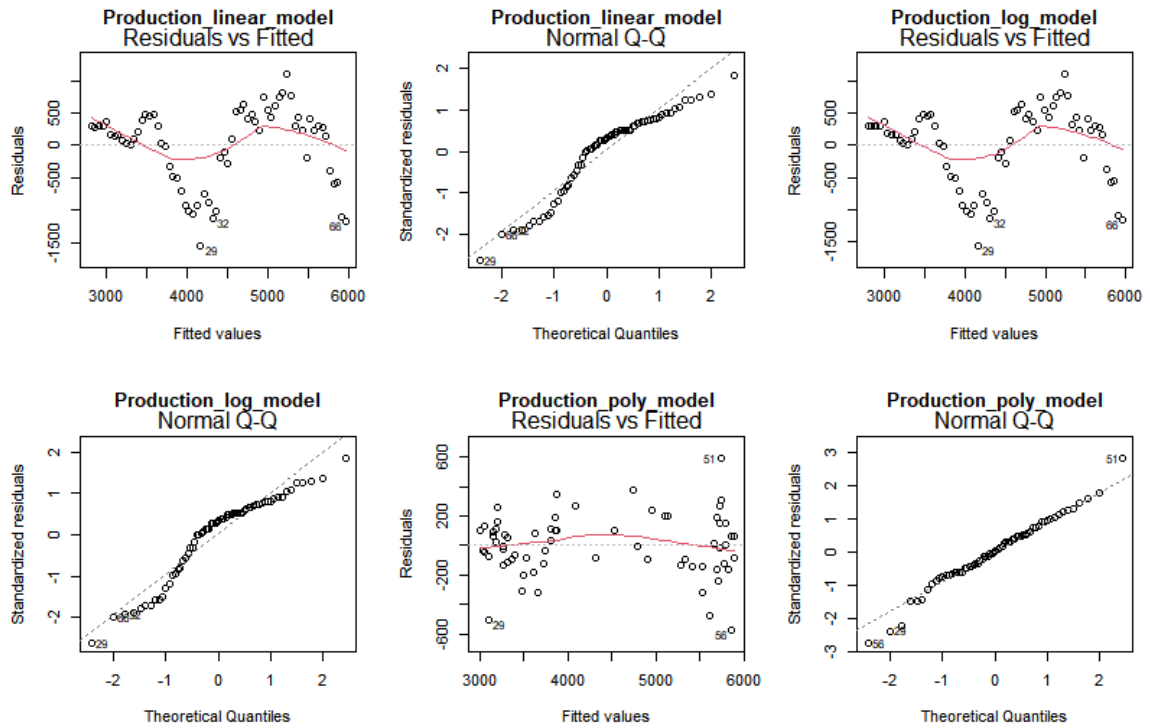 Production_linear_model
Residuals vs Fitted
Residuals
500
0
-500
-1500
32
29
66
3000 4000 5000 6000
Fitted values
Production_linear_model
Normal Q-Q
Standardized residuals
2
1
0
-1
-2
66
29
-2 -1 0 1 2
Theoretical Quantiles
Production_log_model
Residuals vs Fitted
Residuals
500
0
-500
-1500
32
29
66
3000 4000 5000 6000
Fitted values
Production_log_model
Normal Q-Q
Standardized residuals
2
1
0
-1
-2
29
-2 -1 0 1 2
Theoretical Quantiles
Production_poly_model
Residuals vs Fitted
Residuals
600
200
0
-200
-600
51
29
56
3000 4000 5000 6000
Fitted values
Production_poly_model
Normal Q-Q
Standardized residuals
3
2
1
0
-1
-2
-3
51
29
56
-2 -1 0 1 2
Theoretical Quantiles